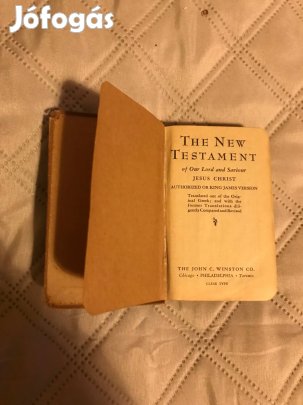 Jófogás
THE NEW
TESTAMENT
of Our Lord and Saviour
JESUS CHRIST
AUTHORIZED OR KING JAMES VERSION
Translated out of the Orig-
inal Greek; and with the
former Translations dili-
gently Compared and Revised
THE JOHN C. WINSTON CO.
Chicago • PHILADELPHIA • Toronto
CLEAR TYPE